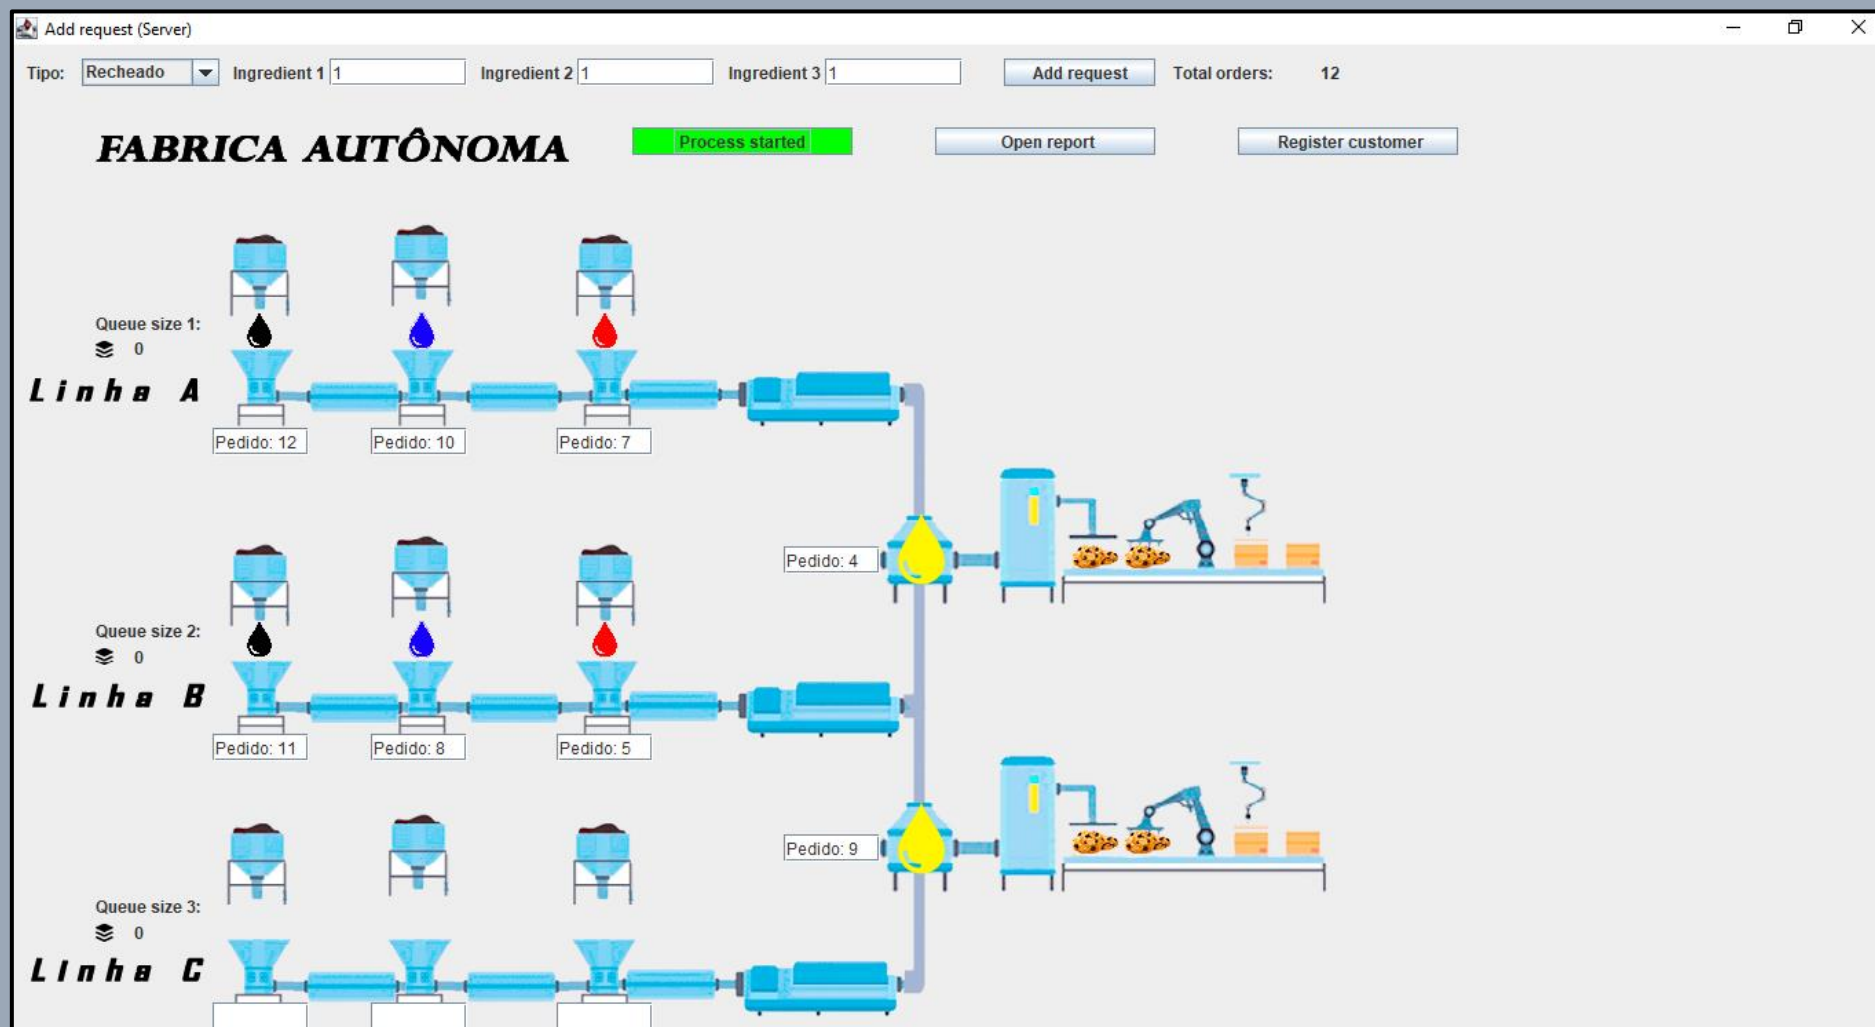 Add request (Server)
Tipo: Recheado Ingredient 1 1 Ingredient 2 1 Ingredient 3 1 Add request Total orders: 12
FABRICA AUTÔNOMA Process started Open report Register customer
Queue size 1:
0
Linha A
Pedido: 12 Pedido: 10 Pedido: 7
Pedido: 4
Queue size 2:
0
Linha B
Pedido: 11 Pedido: 8 Pedido: 5
Pedido: 9
Queue size 3:
0
Linha C